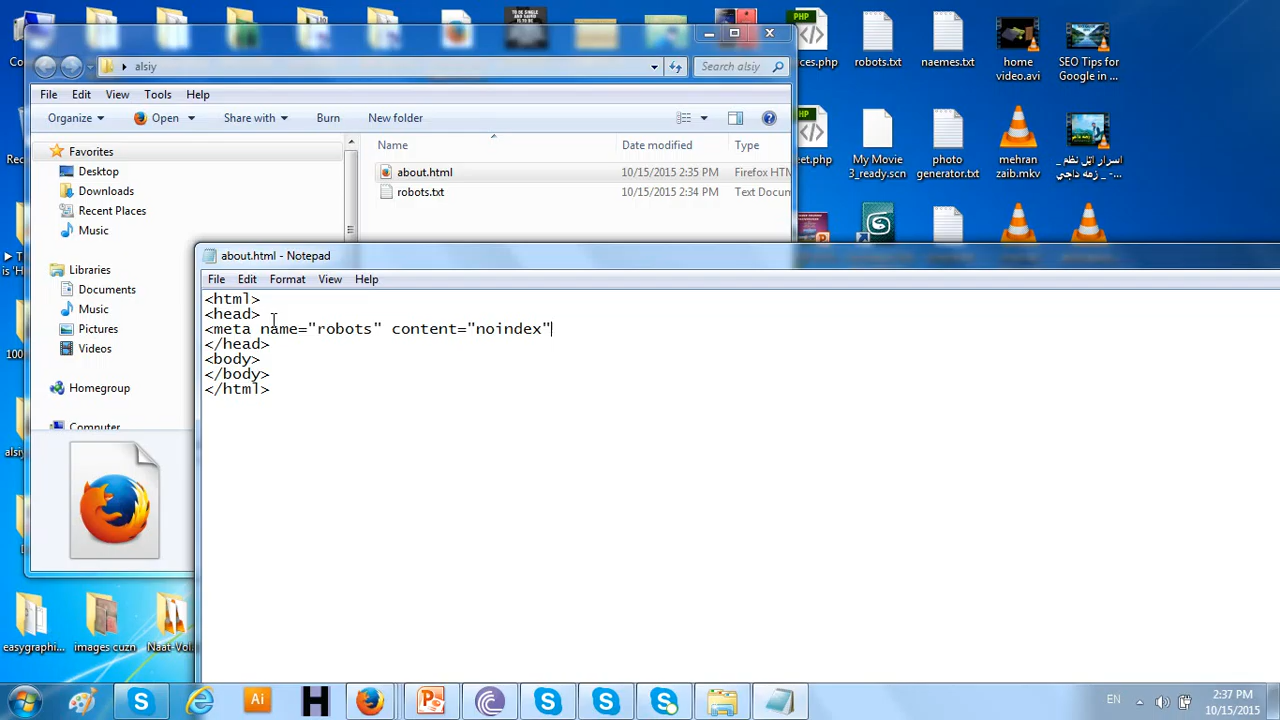 alsiy
Search alsiy
File Edit View Tools Help
Organize Open Share with Burn New folder
Name Date modified Type
Favorites
Desktop
Downloads
Recent Places
Music
Libraries
Documents
Music
Pictures
Videos
Homegroup
Computer
about.html 10/15/2015 2:35 PM Firefox HTM
robots.txt 10/15/2015 2:34 PM Text Docum
robots.txt
naemes.txt
home video.avi
SEO Tips for Google in ...
My Movie 3_ready.scn
photo generator.txt
mehran zaib.mkv
about.html - Notepad
File Edit Format View Help
<html>
<head>
<meta name="robots" content="noindex"
</head>
<body>
</body>
</html>
easygraphi...
images cuzn
Naat-Vol.
EN
2:37 PM
10/15/2015